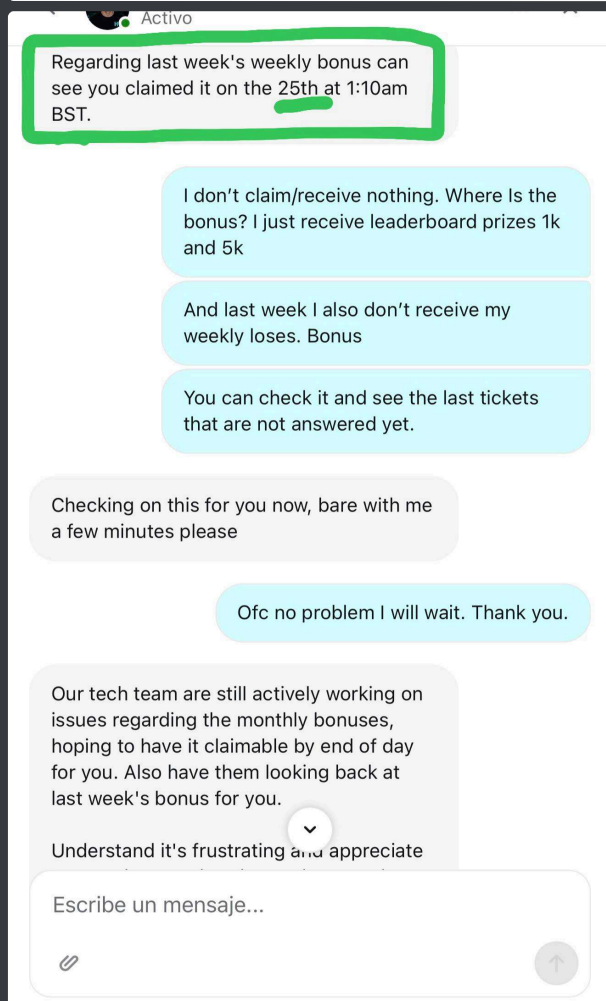 Activo
Regarding last week's weekly bonus can
see you claimed it on the 25th at 1:10am
BST.
I don’t claim/receive nothing. Where Is the
bonus? I just receive leaderboard prizes 1k
and 5k
And last week I also don’t receive my
weekly loses. Bonus
You can check it and see the last tickets
that are not answered yet.
Checking on this for you now, bare with me
a few minutes please
Ofc no problem I will wait. Thank you.
Our tech team are still actively working on
issues regarding the monthly bonuses,
hoping to have it claimable by end of day
for you. Also have them looking back at
last week's bonus for you.
Understand it's frustrating and appreciate
Escribe un mensaje...